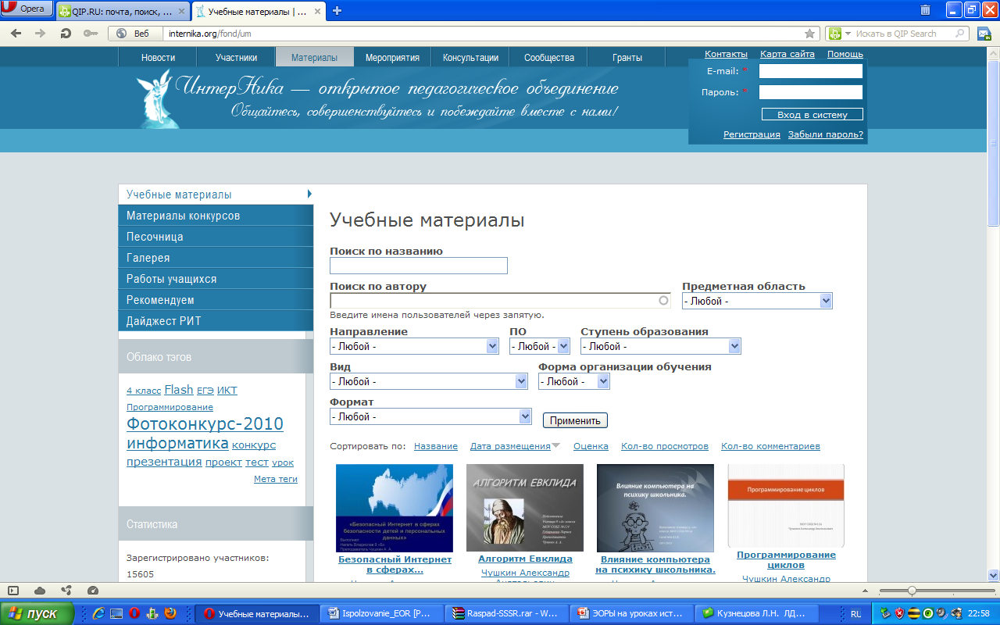 Opera
QIP.RU: почта, поиск, ...
Учебные материалы | ...
Веб
internika.org/fond/um
Искать в QIP Search
Новости Участники Материалы Мероприятия Консультации Сообщества Гранты
Контакты Карта сайта Помощь
ИнтерНика — открытое педагогическое объединение
Общайтесь, совершенствуйтесь и побеждайте вместе с нами!
E-mail: *
Пароль: *
Вход в систему
Регистрация Забыли пароль?
Учебные материалы
Материалы конкурсов
Песочница
Галерея
Работы учащихся
Рекомендуем
Дайджест РИТ
Облако тэгов
4 класс Flash ЕГЭ ИКТ
Программирование
Фотоконкурс-2010
информатика конкурс
презентация проект тест урок
Мета теги
Статистика
Зарегистрировано участников:
15605
Учебные материалы
Поиск по названию
Поиск по автору
Введите имена пользователей через запятую.
Предметная область
- Любой -
Направление ПО Ступень образования
- Любой - - Любой - - Любой -
Вид Форма организации обучения
- Любой - - Любой -
Формат
- Любой - Применить
Сортировать по: Название Дата размещения Оценка Кол-во просмотров Кол-во комментариев
«Безопасный Интернет в сферах
безопасности детей и персональных
данных»
Безопасный Интернет
в сферах...
АЛГОРИТМ ЕВКЛИДА
Алгоритм Евклида
Чушкин Александр
Анатольевич
Влияние компьютера на
психику школьника.
Влияние компьютера
на психику школьника.
Программирование циклов
Программирование
циклов
Чушкин Александр
пуск
Учебные материалы...
Ispolzovanie_EOR [Р...
Raspad-SSSR.rar - W...
ЭОРЫ на уроках ист...
Кузнецова Л.Н. ЛД...
RU
22:58